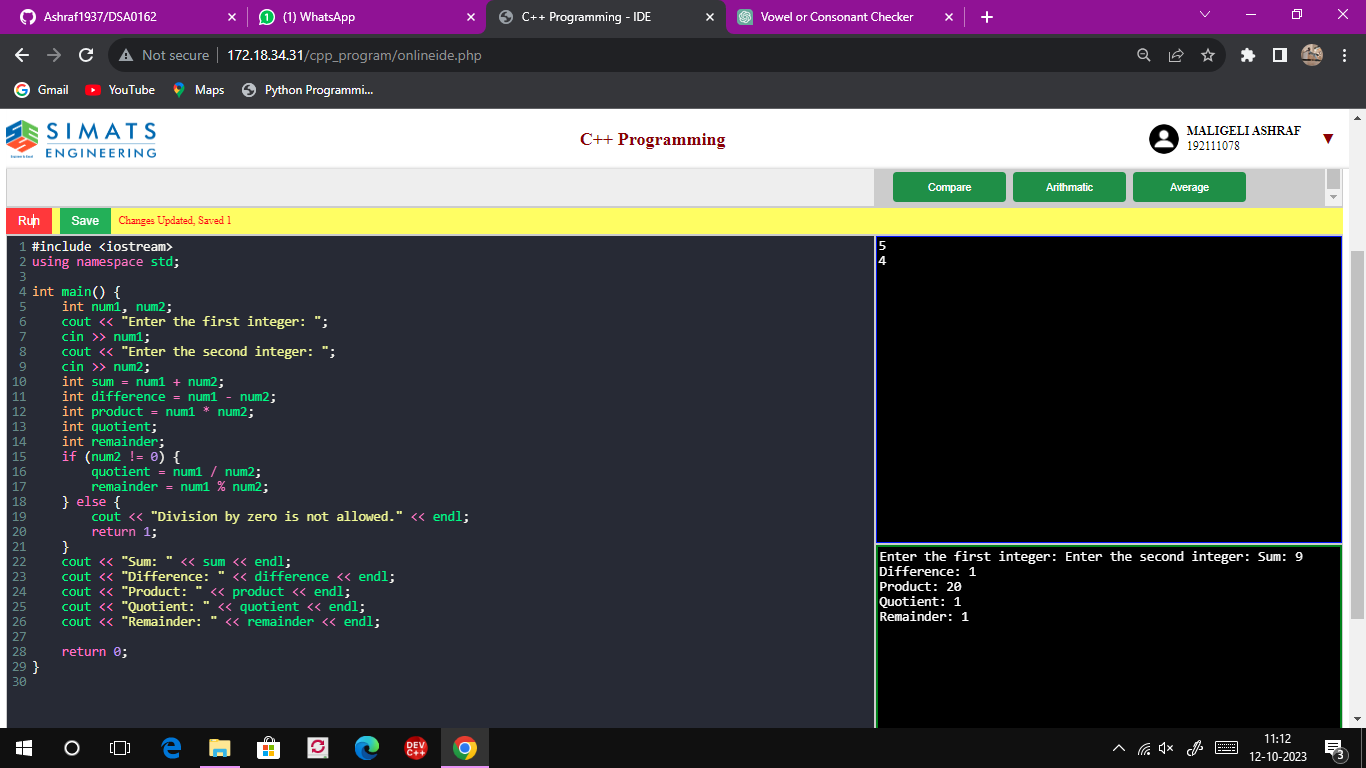 Ashraf1937/DSA0162
(1) WhatsApp
C++ Programming - IDE
Vowel or Consonant Checker
Not secure
172.18.34.31/cpp_program/onlineide.php
Gmail
YouTube
Maps
Python Programmi...
SIMATS
ENGINEERING
C++ Programming
MALIGELI ASHRAF
192111078
Compare
Arithmatic
Average
Run
Save
Changes Updated, Saved 1
1 #include <iostream>
2 using namespace std;
3
4 int main() {
5     int num1, num2;
6     cout << "Enter the first integer: ";
7     cin >> num1;
8     cout << "Enter the second integer: ";
9     cin >> num2;
10     int sum = num1 + num2;
11     int difference = num1 - num2;
12     int product = num1 * num2;
13     int quotient;
14     int remainder;
15     if (num2 != 0) {
16         quotient = num1 / num2;
17         remainder = num1 % num2;
18     } else {
19         cout << "Division by zero is not allowed." << endl;
20         return 1;
21     }
22     cout << "Sum: " << sum << endl;
23     cout << "Difference: " << difference << endl;
24     cout << "Product: " << product << endl;
25     cout << "Quotient: " << quotient << endl;
26     cout << "Remainder: " << remainder << endl;
27
28     return 0;
29 }
30
5
4
Enter the first integer: Enter the second integer: Sum: 9
Difference: 1
Product: 20
Quotient: 1
Remainder: 1
DEV
C++
11:12
12-10-2023
3